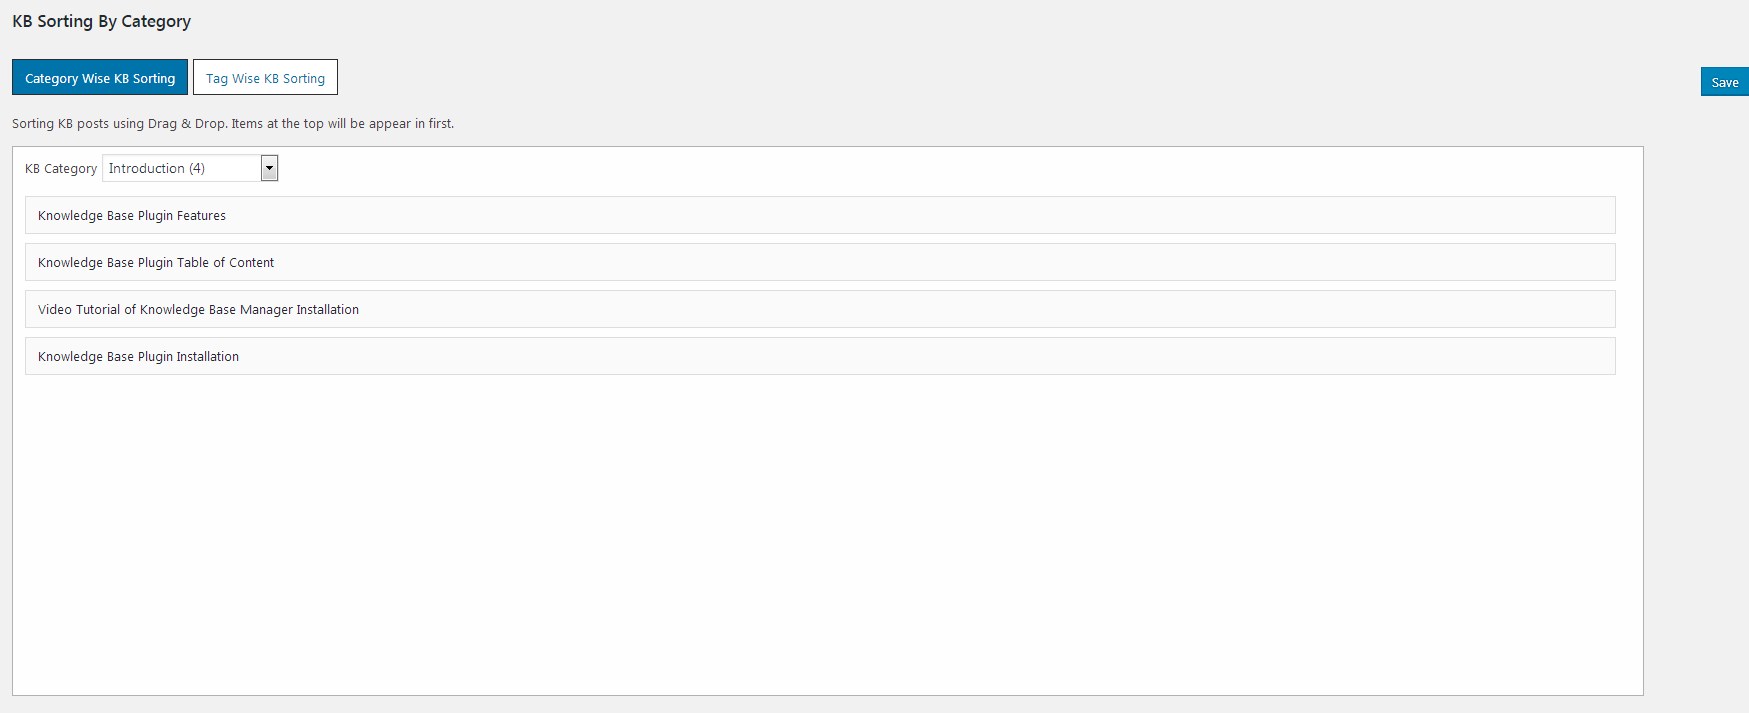 KB Sorting By Category
Category Wise KB Sorting
Tag Wise KB Sorting
Save
Sorting KB posts using Drag & Drop. Items at the top will be appear in first.
KB Category Introduction (4)
Knowledge Base Plugin Features
Knowledge Base Plugin Table of Content
Video Tutorial of Knowledge Base Manager Installation
Knowledge Base Plugin Installation